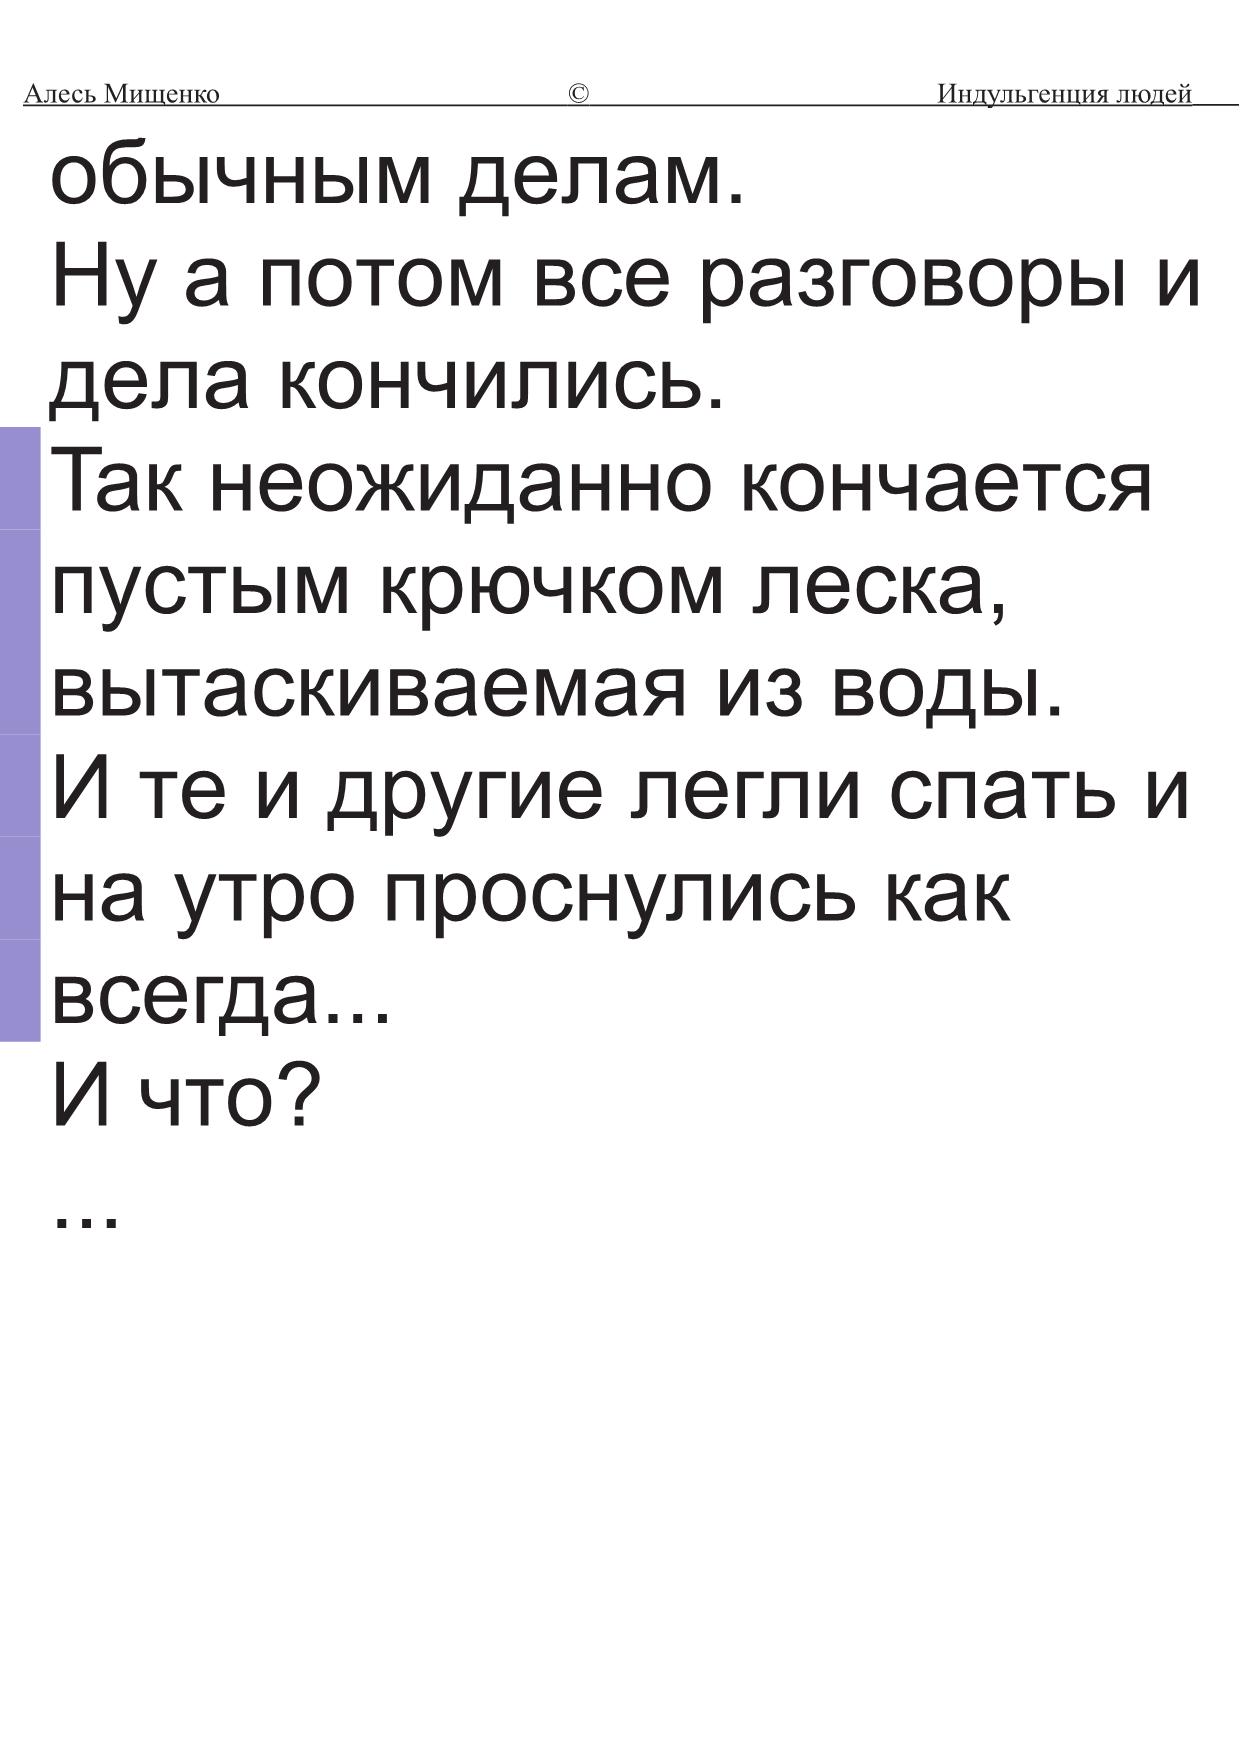 Алесь Мищенко © Индульгенция людей
обычным делам.
Ну а потом все разговоры и
дела кончились.
Так неожиданно кончается
пустым крючком леска,
вытаскиваемая из воды.
И те и другие легли спать и
на утро проснулись как
всегда...
И что?
...